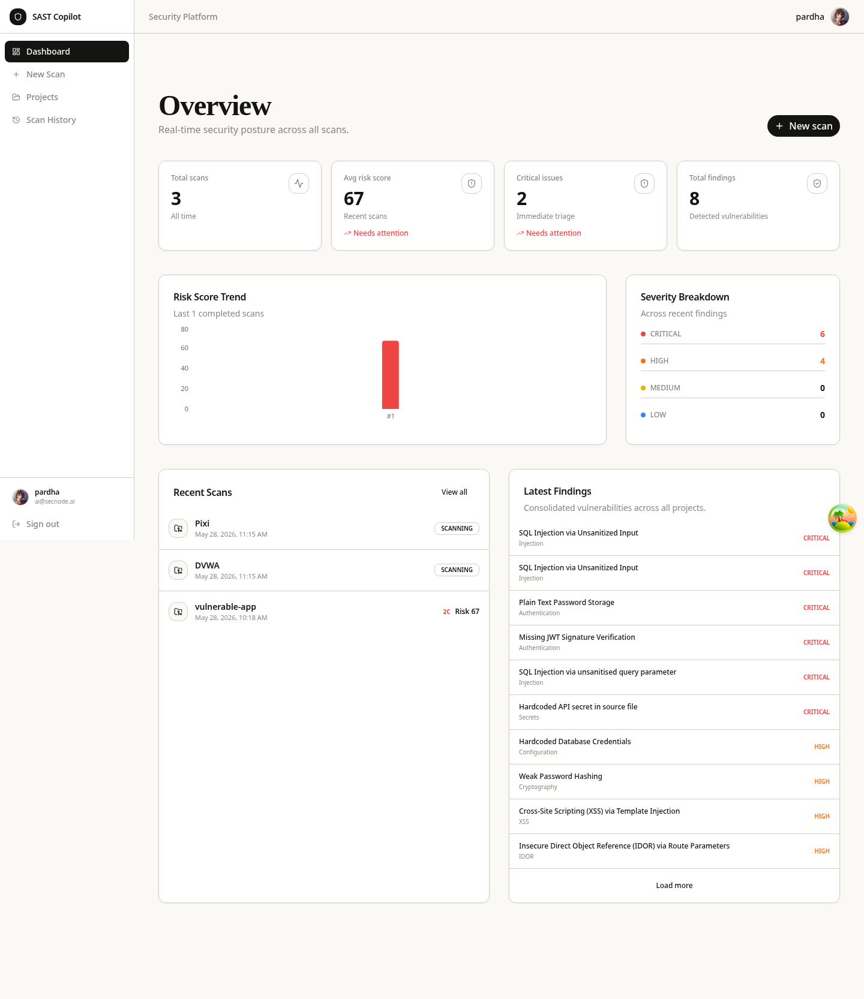 SAST Copilot
Security Platform
pardha
Dashboard
New Scan
Projects
Scan History
pardha
ai@secnode.ai
Sign out
Overview
Real-time security posture across all scans.
New scan
Total scans
3
All time
Avg risk score
67
Recent scans
Needs attention
Critical issues
2
Immediate triage
Needs attention
Total findings
8
Detected vulnerabilities
Risk Score Trend
Last 1 completed scans
80
60
40
20
0
#1
Severity Breakdown
Across recent findings
CRITICAL 6
HIGH 4
MEDIUM 0
LOW 0
Recent Scans
View all
Pixi
May 28, 2026, 11:15 AM
SCANNING
DVWA
May 28, 2026, 11:15 AM
SCANNING
vulnerable-app
May 28, 2026, 10:18 AM
2C Risk 67
Latest Findings
Consolidated vulnerabilities across all projects.
SQL Injection via Unsanitized Input
Injection
CRITICAL
SQL Injection via Unsanitized Input
Injection
CRITICAL
Plain Text Password Storage
Authentication
CRITICAL
Missing JWT Signature Verification
Authentication
CRITICAL
SQL Injection via unsanitised query parameter
Injection
CRITICAL
Hardcoded API secret in source file
Secrets
CRITICAL
Hardcoded Database Credentials
Configuration
HIGH
Weak Password Hashing
Cryptography
HIGH
Cross-Site Scripting (XSS) via Template Injection
XSS
HIGH
Insecure Direct Object Reference (IDOR) via Route Parameters
IDOR
HIGH
Load more